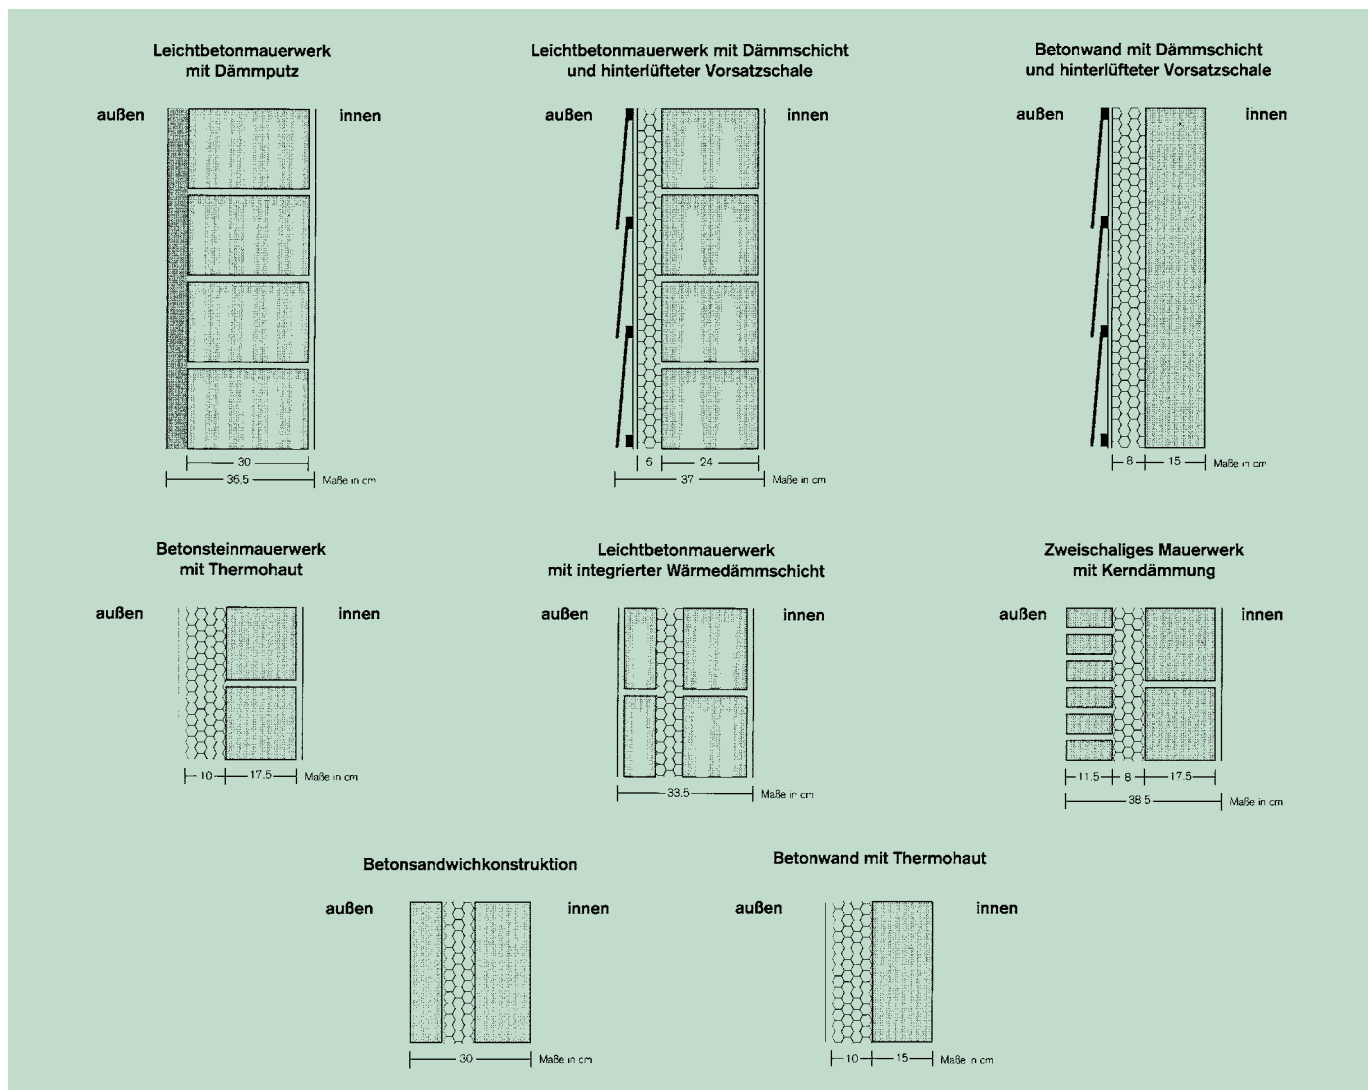 Leichtbetonmauerwerk
mit Dämmputz
außen
innen
30
36,5
Maße in cm
Leichtbetonmauerwerk mit Dämmschicht
und hinterlüfteter Vorsatzschale
außen
innen
6
24
37
Maße in cm
Betonwand mit Dämmschicht
und hinterlüfteter Vorsatzschale
außen
innen
8
15
Maße in cm
Betonsteinmauerwerk
mit Thermohaut
außen
innen
10
17.5
Maße in cm
Leichtbetonmauerwerk
mit integrierter Wärmedämmschicht
außen
innen
33.5
Maße in cm
Zweischaliges Mauerwerk
mit Kerndämmung
außen
innen
11.5
8
17.5
38 5
Maße in cm
Betonsandwichkonstruktion
außen
innen
30
Maße in cm
Betonwand mit Thermohaut
außen
innen
10
15
Maße in cm